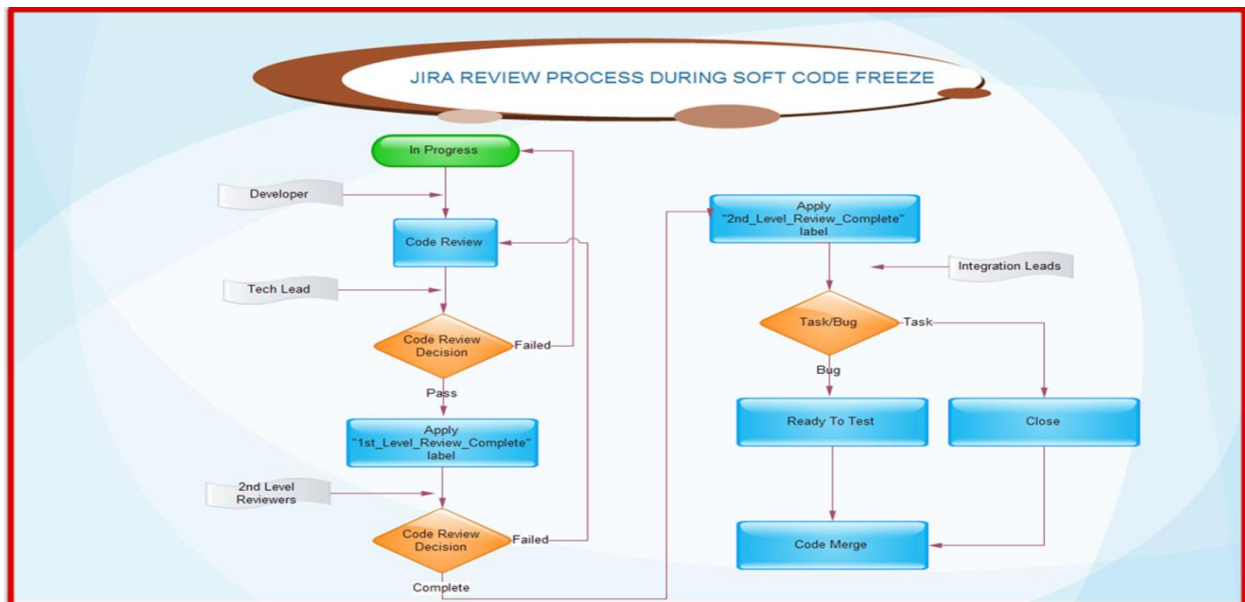 JIRA REVIEW PROCESS DURING SOFT CODE FREEZE
In Progress
Developer
Code Review
Tech Lead
Code Review
Decision
Failed
Pass
Apply
"1st_Level_Review_Complete"
label
2nd Level
Reviewers
Code Review
Decision
Failed
Complete
Apply
"2nd_Level_Review_Complete"
label
Integration Leads
Task/Bug
Task
Bug
Ready To Test
Close
Code Merge